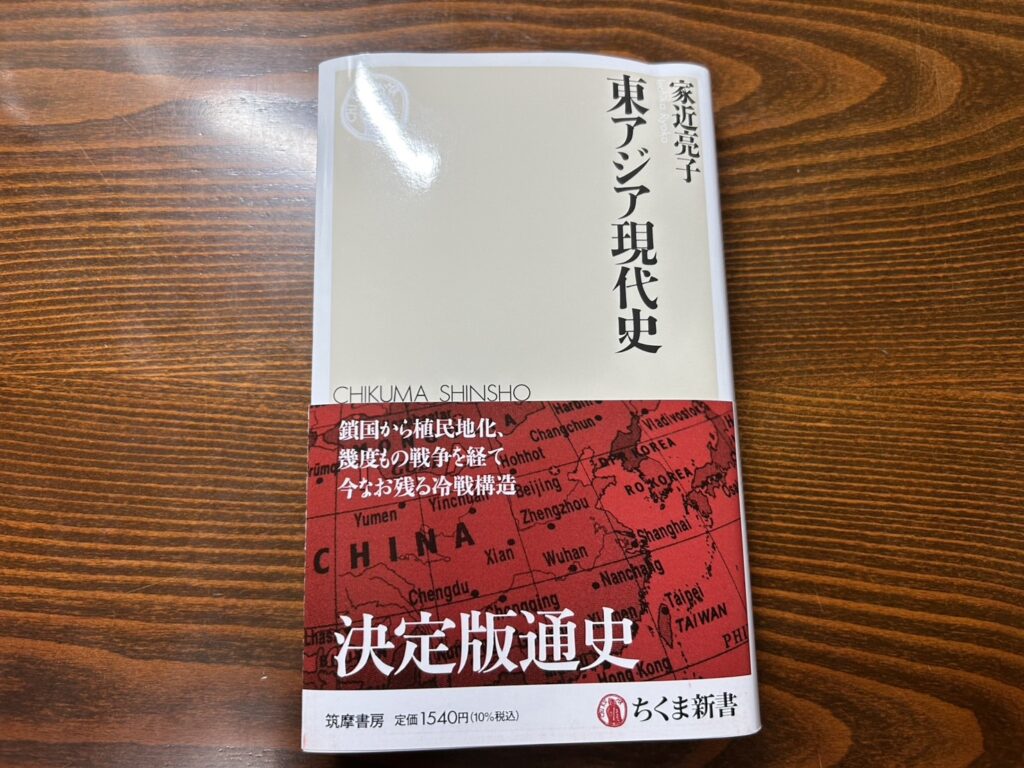 家近亮子
東アジア現代史
CHIKUMA SHINSHO
鎖国から植民地化、
幾度もの戦争を経て
今なお残る冷戦構造
Vladivostok
Changchun
Hohhot
KOREA
RO KOREA
Beijing
Yinchuan
Yumen
Zhengzhou
CHINA
Xian
Shanghai
Wuhan
Nanchang
Chengdu
Chongqing
Taipei
TAIWAN
Hong Kong
決定版通史
筑摩書房 定価1540円(10%税込)
ちくま新書